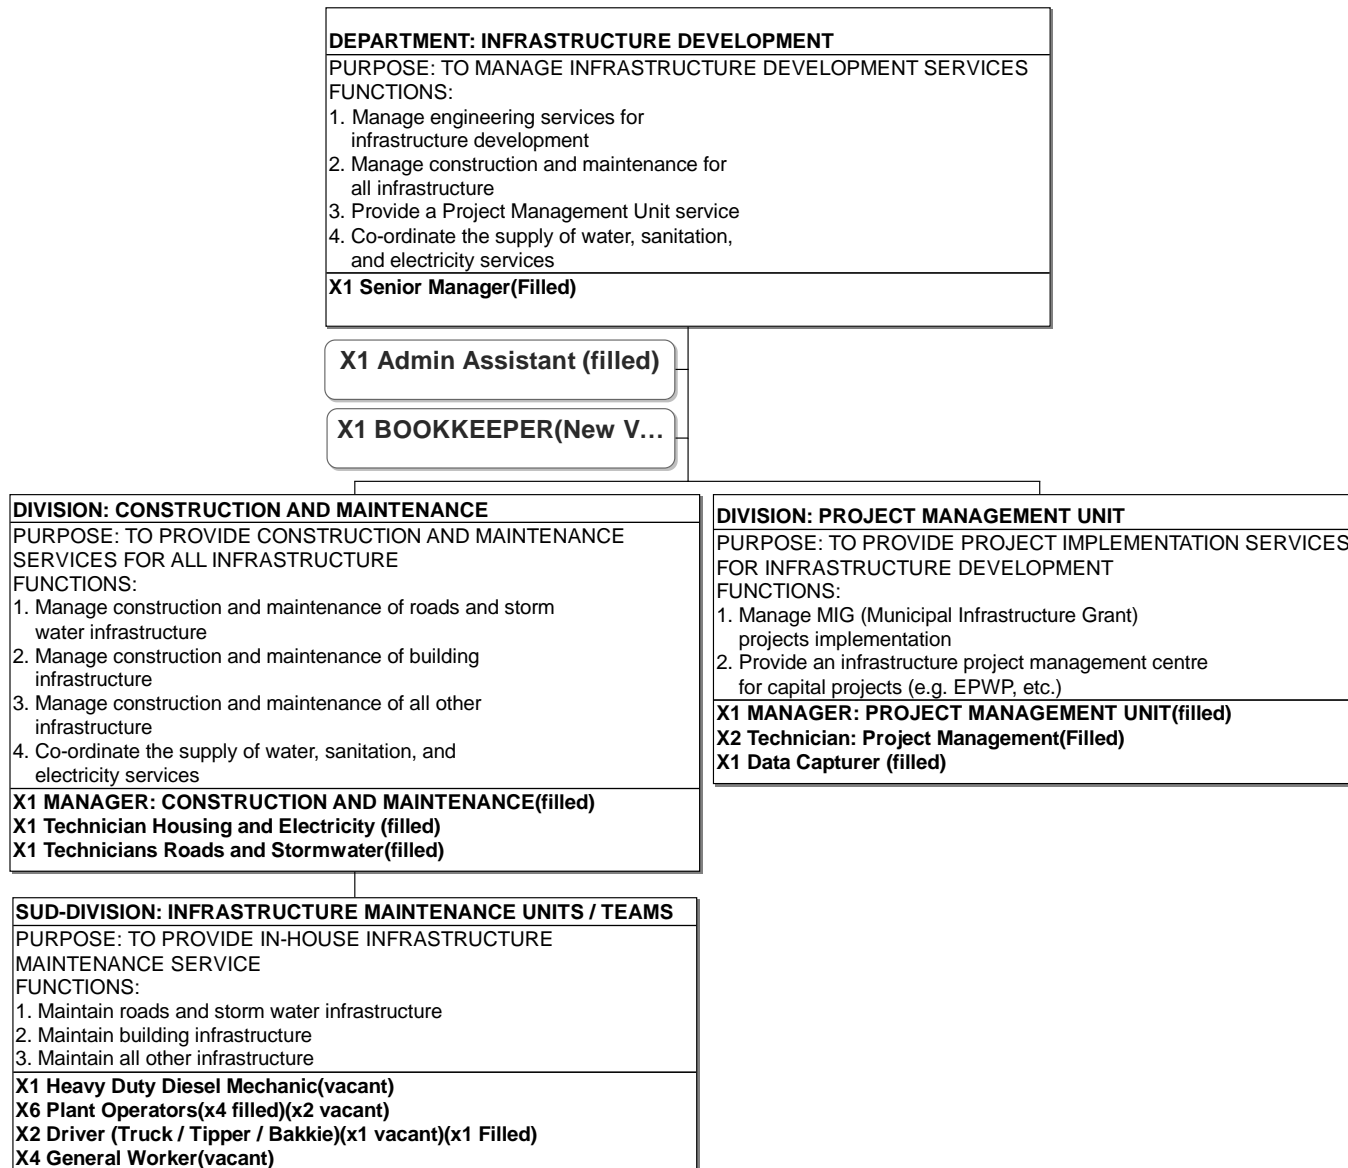 DEPARTMENT: INFRASTRUCTURE DEVELOPMENT
PURPOSE: TO MANAGE INFRASTRUCTURE DEVELOPMENT SERVICES
FUNCTIONS:
1. Manage engineering services for
infrastructure development
2. Manage construction and maintenance for
all infrastructure
3. Provide a Project Management Unit service
4. Co-ordinate the supply of water, sanitation,
and electricity services
X1 Senior Manager(Filled)
X1 Admin Assistant (filled)
X1 BOOKKEEPER(New V…
DIVISION: CONSTRUCTION AND MAINTENANCE
PURPOSE: TO PROVIDE CONSTRUCTION AND MAINTENANCE
SERVICES FOR ALL INFRASTRUCTURE
FUNCTIONS:
1. Manage construction and maintenance of roads and storm
water infrastructure
2. Manage construction and maintenance of building
infrastructure
3. Manage construction and maintenance of all other
infrastructure
4. Co-ordinate the supply of water, sanitation, and
electricity services
X1 MANAGER: CONSTRUCTION AND MAINTENANCE(filled)
X1 Technician Housing and Electricity (filled)
X1 Technicians Roads and Stormwater(filled)
DIVISION: PROJECT MANAGEMENT UNIT
PURPOSE: TO PROVIDE PROJECT IMPLEMENTATION SERVICES
FOR INFRASTRUCTURE DEVELOPMENT
FUNCTIONS:
1. Manage MIG (Municipal Infrastructure Grant)
projects implementation
2. Provide an infrastructure project management centre
for capital projects (e.g. EPWP, etc.)
X1 MANAGER: PROJECT MANAGEMENT UNIT(filled)
X2 Technician: Project Management(Filled)
X1 Data Capturer (filled)
SUD-DIVISION: INFRASTRUCTURE MAINTENANCE UNITS / TEAMS
PURPOSE: TO PROVIDE IN-HOUSE INFRASTRUCTURE
MAINTENANCE SERVICE
FUNCTIONS:
1. Maintain roads and storm water infrastructure
2. Maintain building infrastructure
3. Maintain all other infrastructure
X1 Heavy Duty Diesel Mechanic(vacant)
X6 Plant Operators(x4 filled)(x2 vacant)
X2 Driver (Truck / Tipper / Bakkie)(x1 vacant)(x1 Filled)
X4 General Worker(vacant)